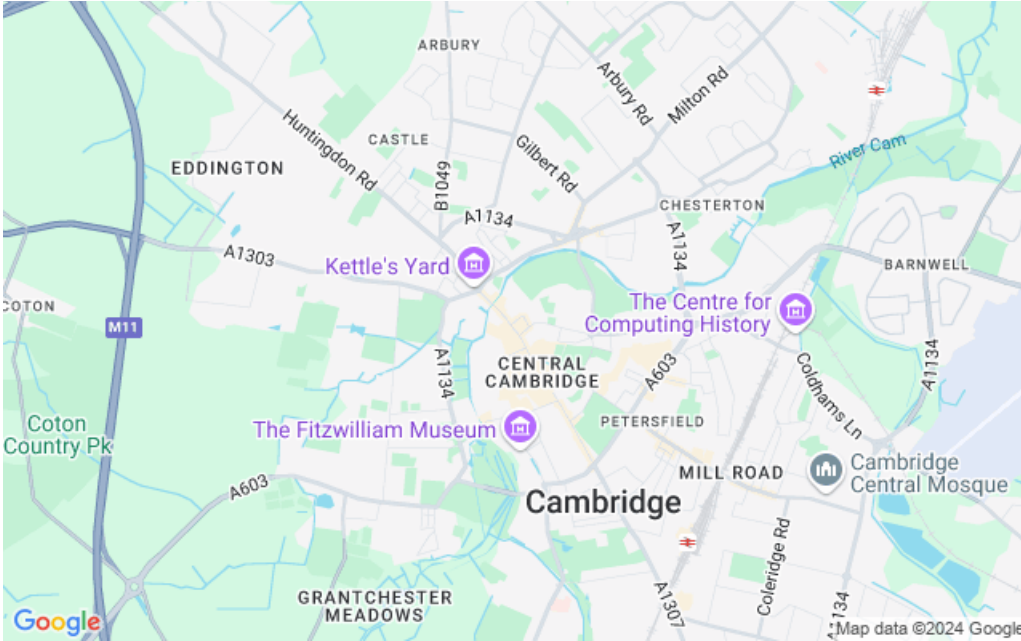 ARBURY
Arbury Rd
Milton Rd
Huntingdon Rd
CASTLE
Gilbert Rd
River Cam
EDDINGTON
B1049
CHESTERTON
A1134
A1134
A1303
Kettle's Yard
BARNWELL
COTON
The Centre for
Computing History
M11
A1134
CENTRAL
CAMBRIDGE
A603
A1134
Coldhams Ln
Coton
Country Pk
The Fitzwilliam Museum
PETERSFIELD
MILL ROAD
Cambridge
Central Mosque
A603
Cambridge
Coleridge Rd
GRANTCHESTER
MEADOWS
A1307
A1134
Google
Map data ©2024 Google